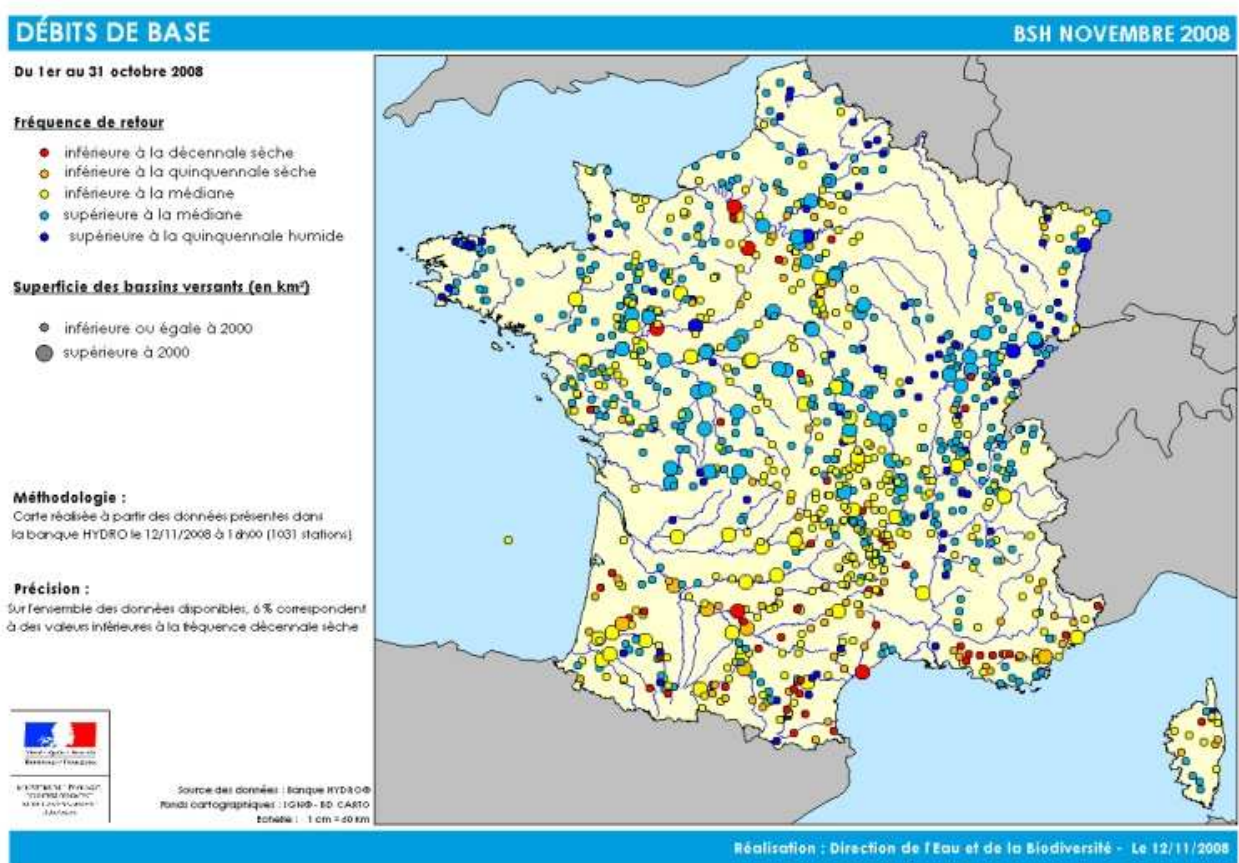 DÉBITS DE BASE
BSH NOVEMBRE 2008
Du 1er au 31 octobre 2008
Fréquence de retour
inférieure à la décennale sèche
inférieure à la quinquennale sèche
inférieure à la médiane
supérieure à la médiane
supérieure à la quinquennale humide
Superficie des bassins versants (en km²)
inférieure ou égale à 2000
supérieure à 2000
Méthodologie :
Carte réalisée à partir des données présentes dans
la banque HYDRO le 12/11/2008 à 16h00 (1031 stations)
Précision :
Sur l'ensemble des données disponibles, 6 % correspondent
à des valeurs inférieures à la fréquence décennale sèche
Source des données : Banque HYDRO®
Fonds cartographiques : IGN® - BD CARTO
Echelle : 1 cm = 60 km
Réalisation : Direction de l'Eau et de la Biodiversité - Le 12/11/2008